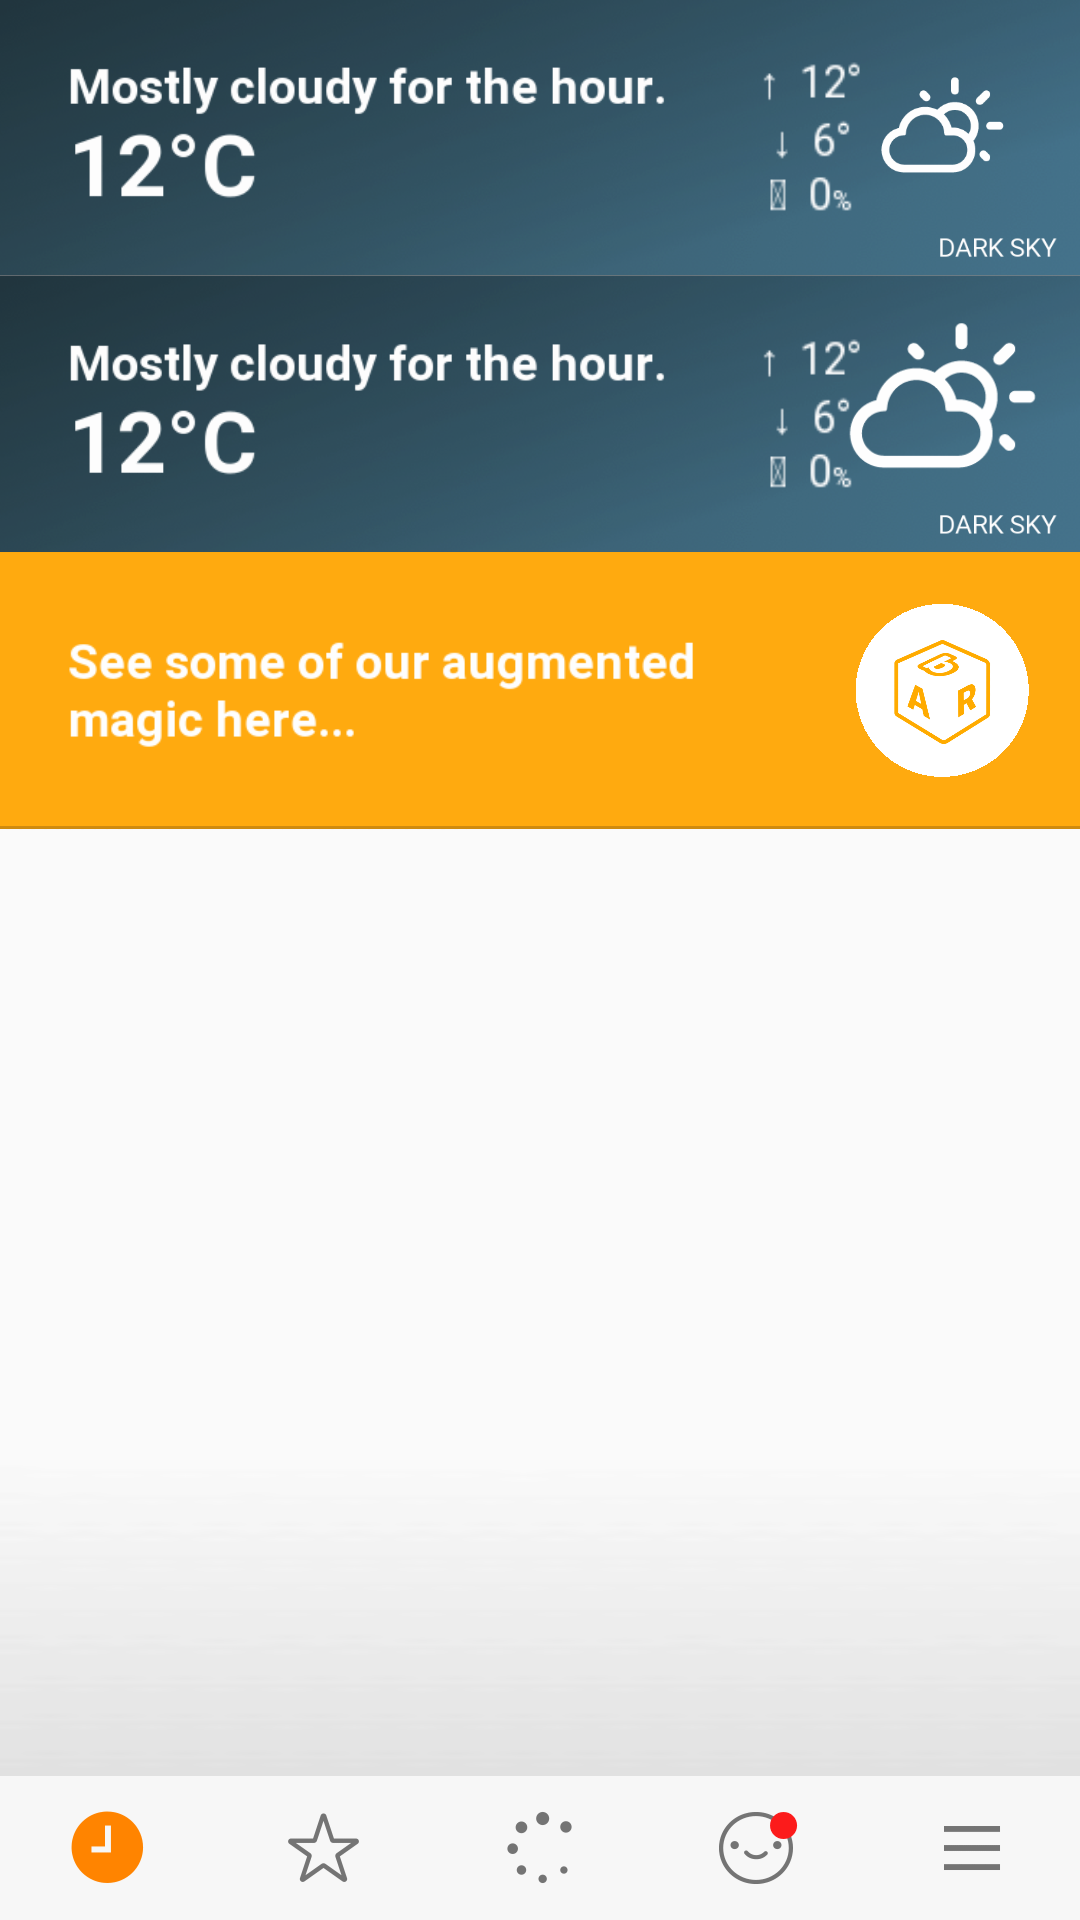 Mostly cloudy for the hour.
12°C
↑ 12°
↓ 6°
0%
DARK SKY
Mostly cloudy for the hour.
12°C
↑ 12°
↓ 6°
0%
DARK SKY
See some of our augmented
magic here...
B
A R